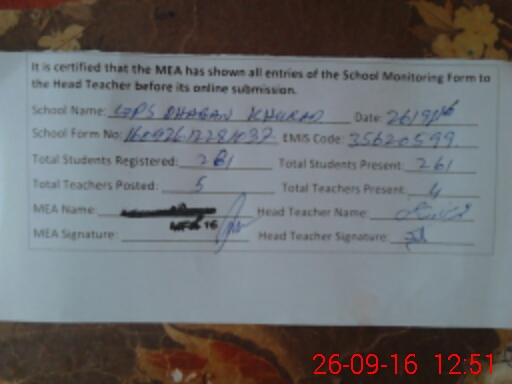 It is certified that the MEA has shown all entries of the School Monitoring Form to
the Head Teacher before its online submission.
School Name: GPS DHAGAN KHURAD Date: 26/9/16
School Form No: EMIS Code: 35620599
Total Students Registered: 261 Total Students Present: 261
Total Teachers Posted: 5 Total Teachers Present: 4
MEA Name: Head Teacher Name:
16
MEA Signature: Head Teacher Signature:
26-09-16 12:51